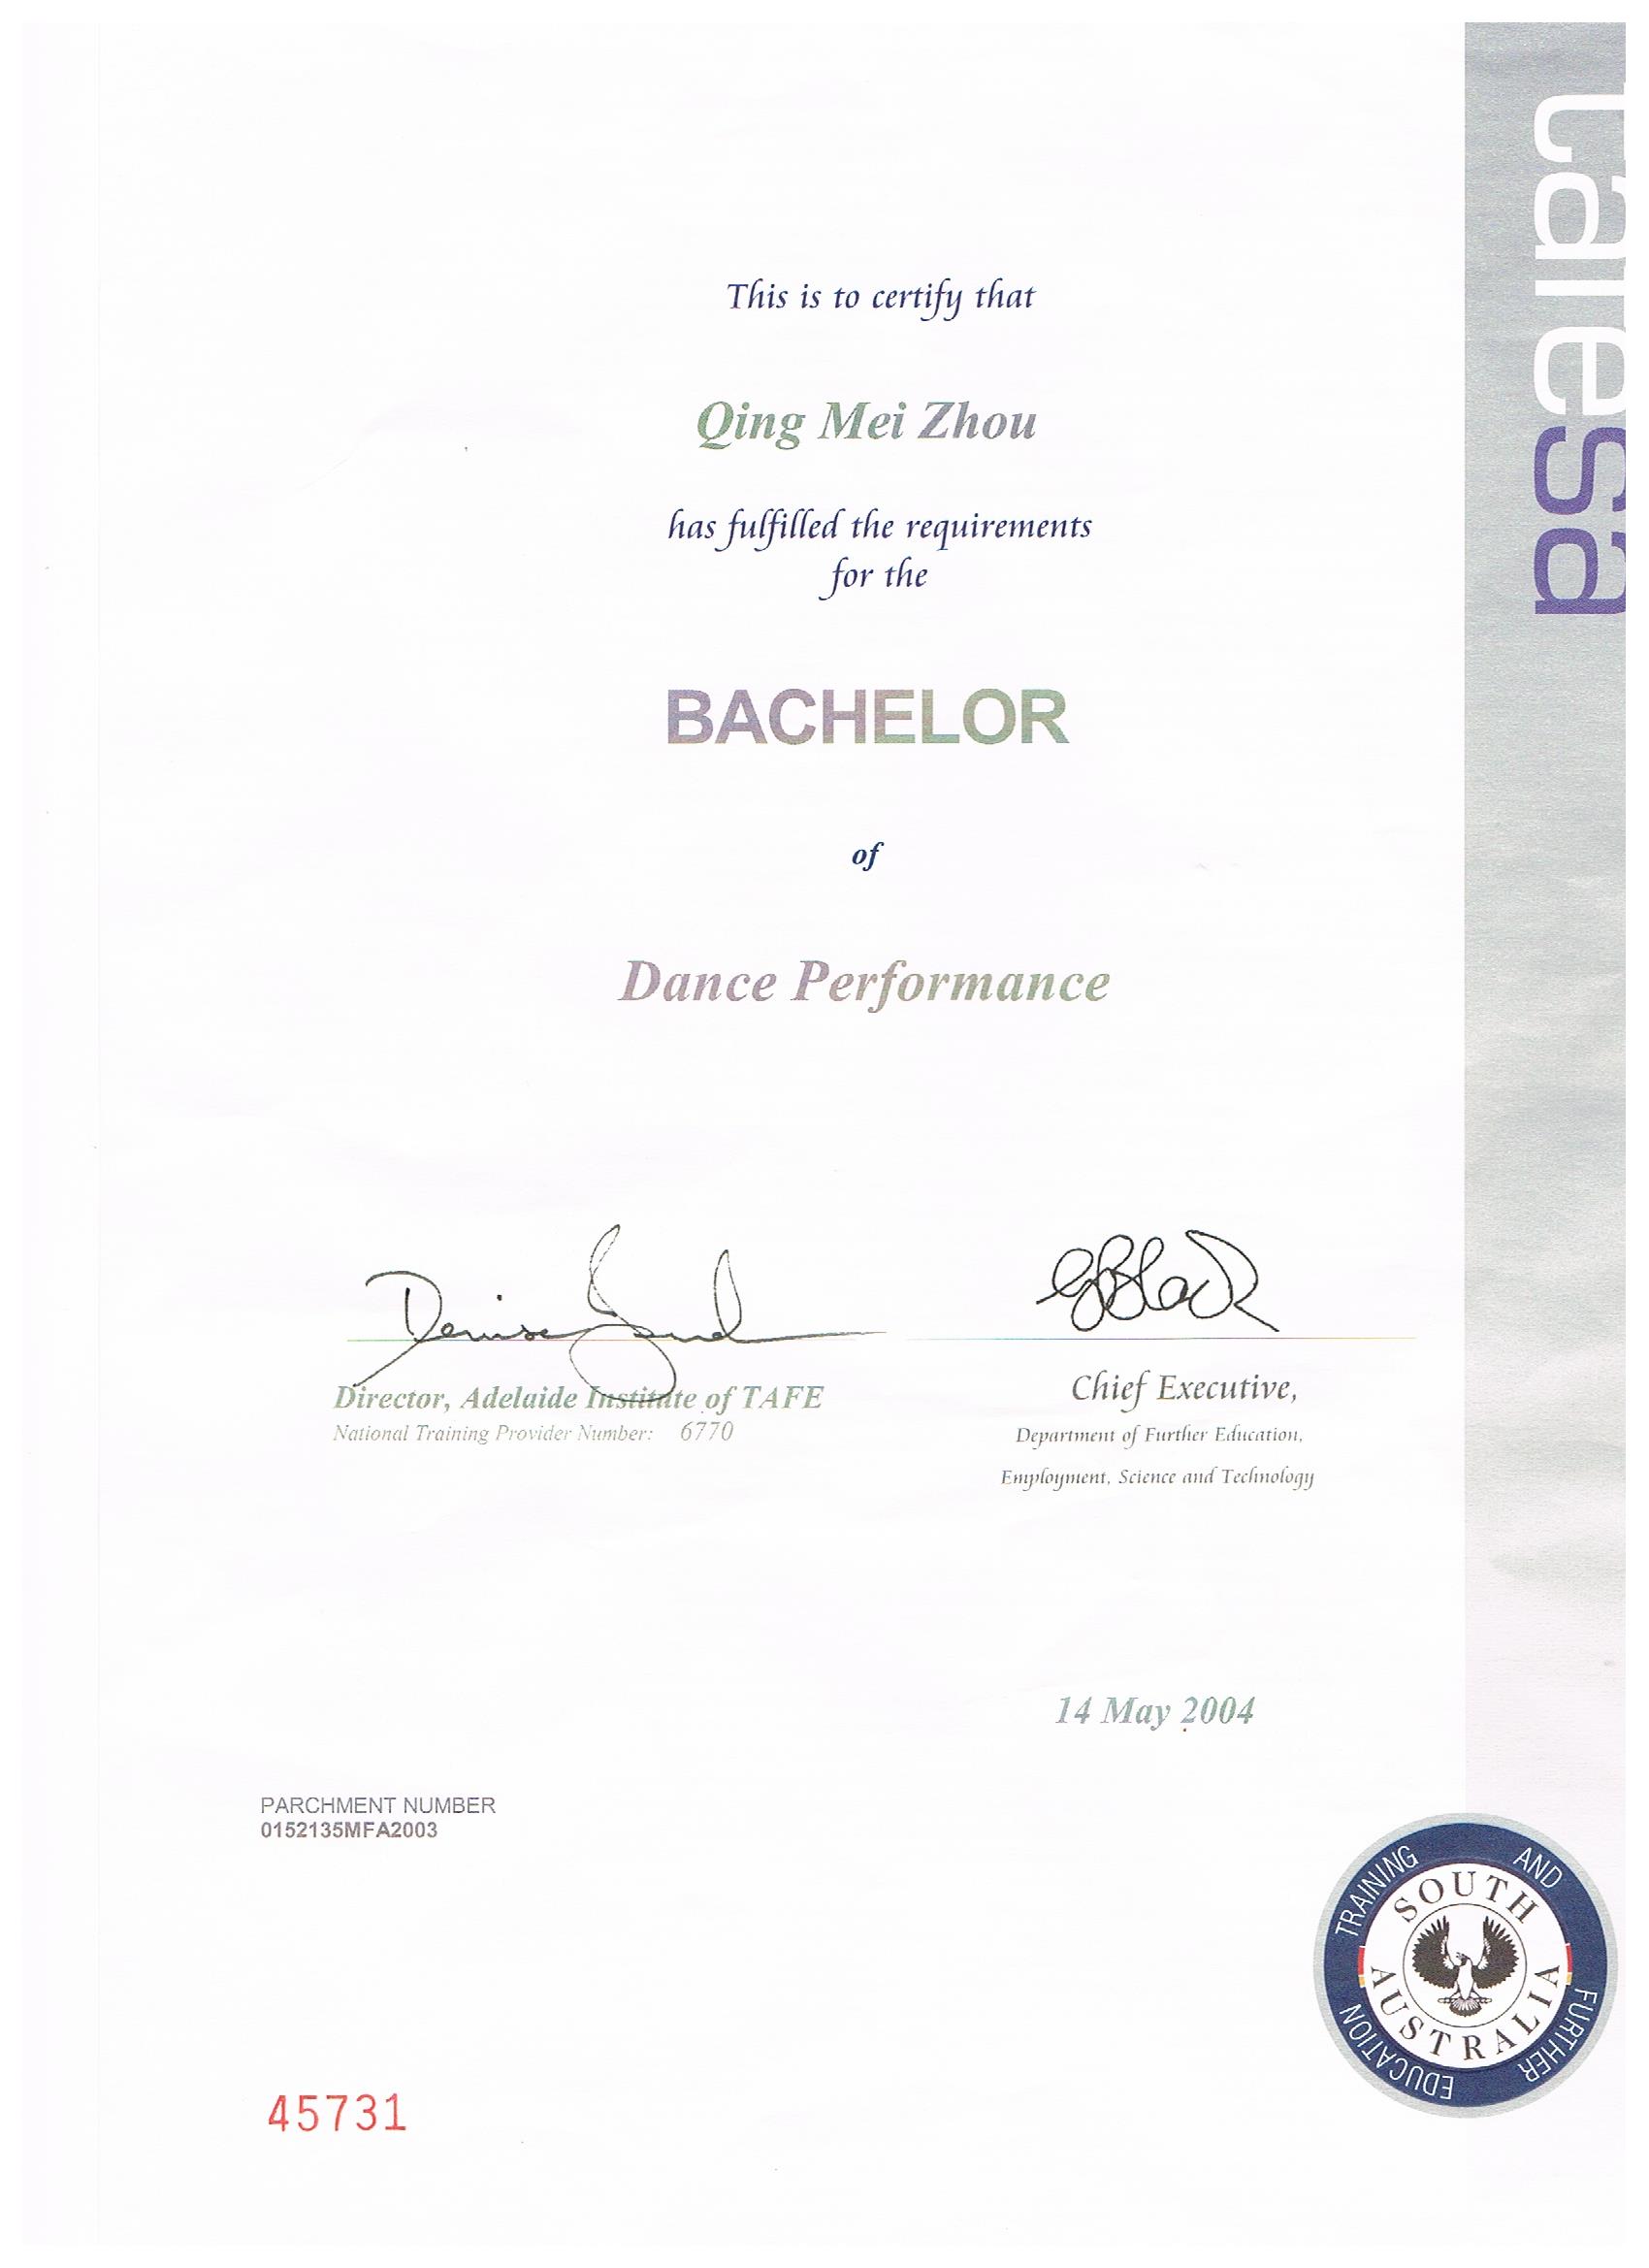 tafesa
This is to certify that
Qing Mei Zhou
has fulfilled the requirements
for the
BACHELOR
of
Dance Performance
Director, Adelaide Institute of TAFE
National Training Provider Number: 6770
Chief Executive,
Department of Further Education,
Employment, Science and Technology
14 May 2004
PARCHMENT NUMBER
0152135MFA2003
TRAINING AND FURTHER EDUCATION
SOUTH AUSTRALIA
45731